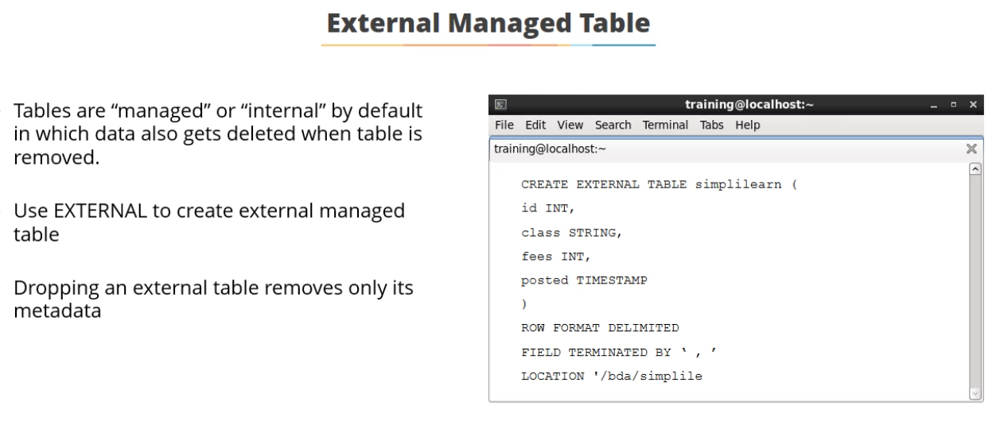 External Managed Table
Tables are “managed” or “internal” by default
in which data also gets deleted when table is
removed.
Use EXTERNAL to create external managed
table
Dropping an external table removes only its
metadata
training@localhost:~
File Edit View Search Terminal Tabs Help
training@localhost:~
CREATE EXTERNAL TABLE simplilearn (
id INT,
class STRING,
fees INT,
posted TIMESTAMP
)
ROW FORMAT DELIMITED
FIELD TERMINATED BY ‘ , ’
LOCATION '/bda/simplile